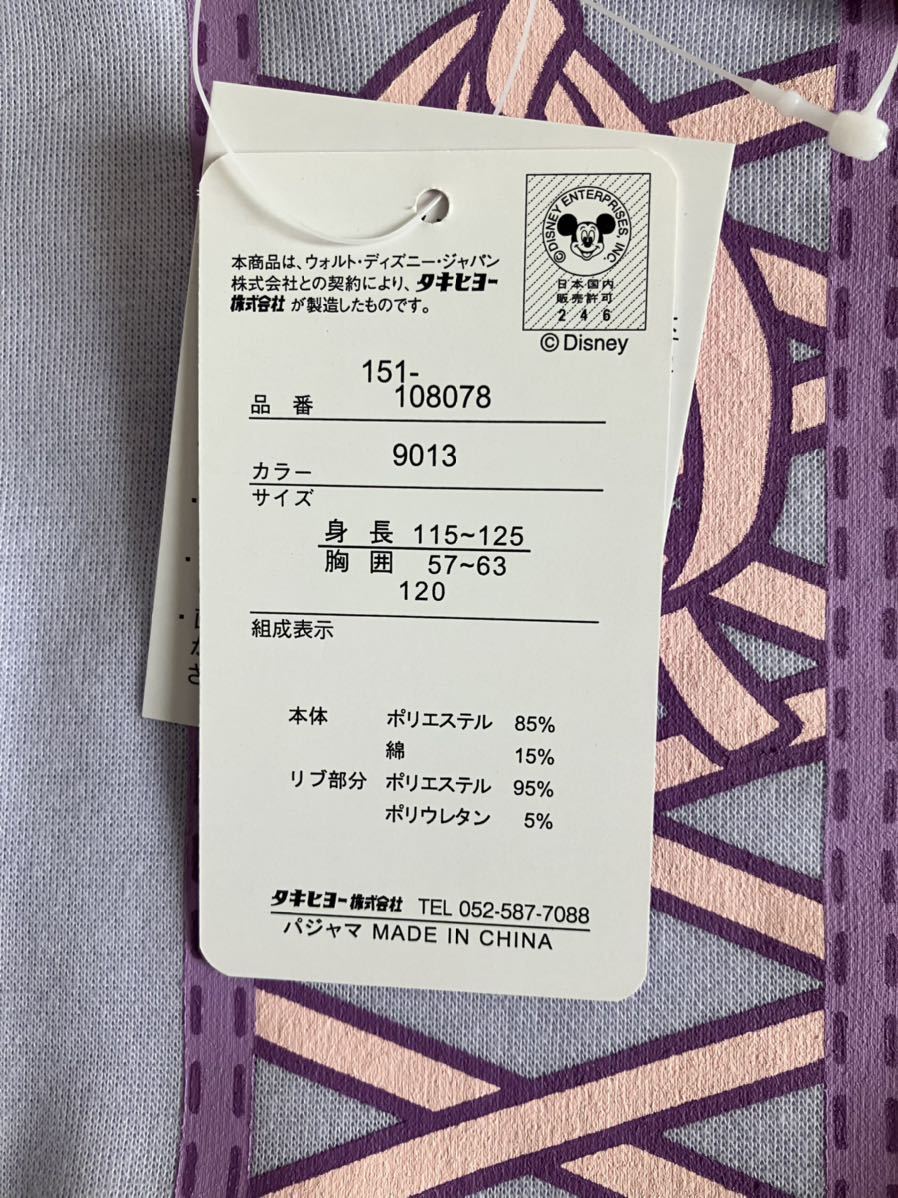 本商品は、ウォルト・ディズニー・ジャパン
株式会社との契約により、タキヒヨー
株式会社が製造したものです。
©DISNEY ENTERPRISES, INC.
日本国内
販売許可
246
©Disney
151-
品番 108078
カラー 9013
サイズ
身長 115~125
胸囲 57~63
120
組成表示
本体 ポリエステル 85%
綿 15%
リブ部分 ポリエステル 95%
ポリウレタン 5%
タキヒヨー株式会社 TEL 052-587-7088
パジャマ MADE IN CHINA